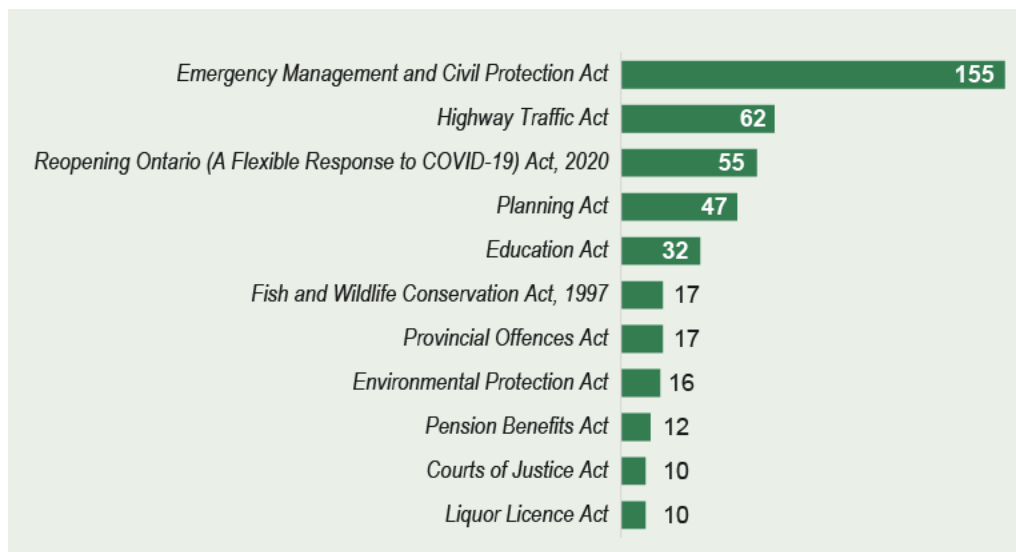 Emergency Management and Civil Protection Act 155
Highway Traffic Act 62
Reopening Ontario (A Flexible Response to COVID-19) Act, 2020 55
Planning Act 47
Education Act 32
Fish and Wildlife Conservation Act, 1997 17
Provincial Offences Act 17
Environmental Protection Act 16
Pension Benefits Act 12
Courts of Justice Act 10
Liquor Licence Act 10